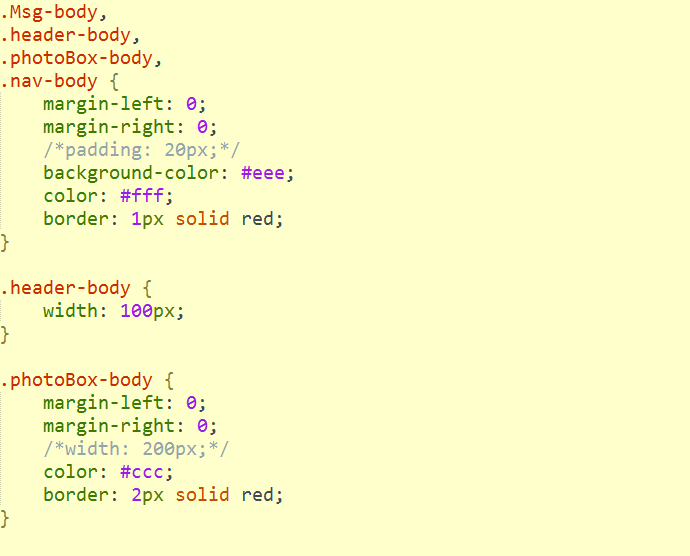 .Msg-body,
.header-body,
.photoBox-body,
.nav-body {
    margin-left: 0;
    margin-right: 0;
    /*padding: 20px;*/
    background-color: #eee;
    color: #fff;
    border: 1px solid red;
}

.header-body {
    width: 100px;
}

.photoBox-body {
    margin-left: 0;
    margin-right: 0;
    /*width: 200px;*/
    color: #ccc;
    border: 2px solid red;
}